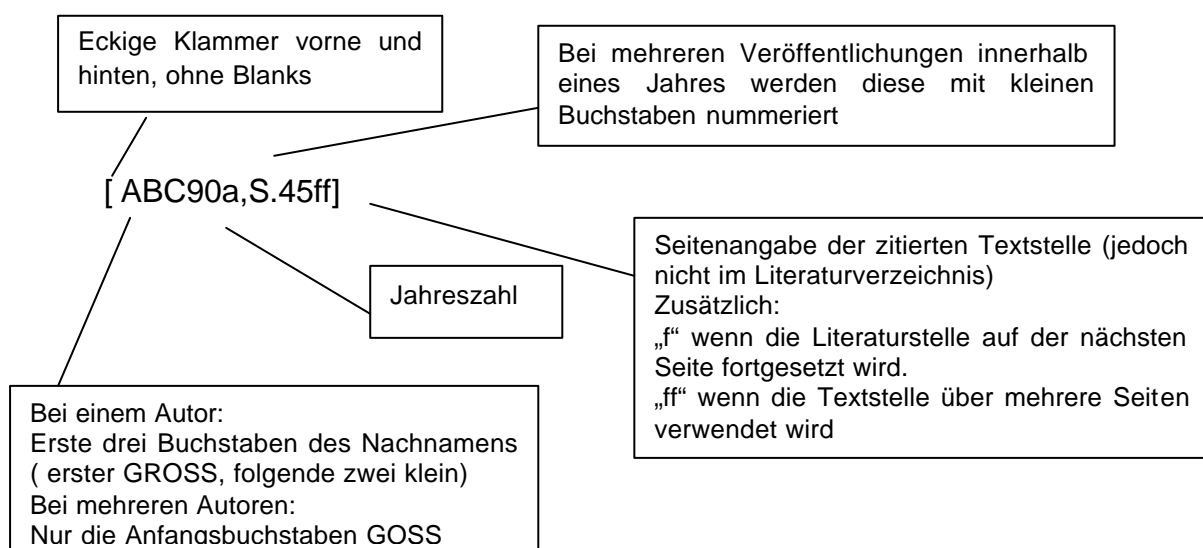 Eckige Klammer vorne und
hinten, ohne Blanks
Bei mehreren Veröffentlichungen innerhalb
eines Jahres werden diese mit kleinen
Buchstaben nummeriert
[ ABC90a,S.45ff]
Jahreszahl
Seitenangabe der zitierten Textstelle (jedoch
nicht im Literaturverzeichnis)
Zusätzlich:
„f“ wenn die Literaturstelle auf der nächsten
Seite fortgesetzt wird.
„ff“ wenn die Textstelle über mehrere Seiten
verwendet wird
Bei einem Autor:
Erste drei Buchstaben des Nachnamens
( erster GROSS, folgende zwei klein)
Bei mehreren Autoren:
Nur die Anfangsbuchstaben GOSS